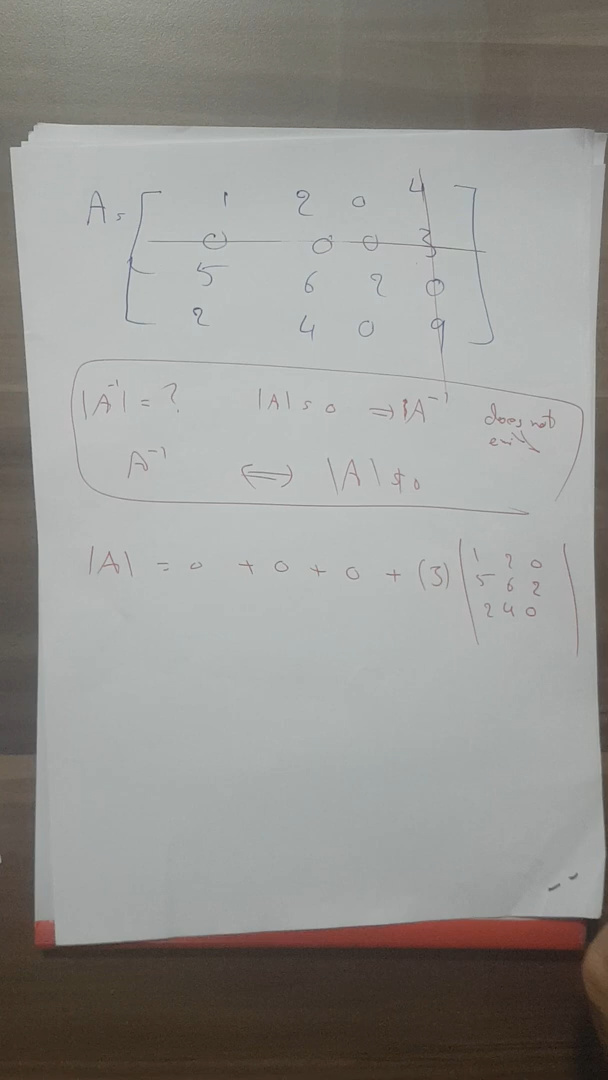 A = [ 1 2 0 4
0 0 0 3
5 6 2 0
2 4 0 9 ]
|A⁻¹| = ? |A| = 0 ⇒ A⁻¹ does not exist
A⁻¹ ⟺ |A| ≠ 0
|A| = 0 + 0 + 0 + (3) | 1 2 0
5 6 2
2 4 0 |